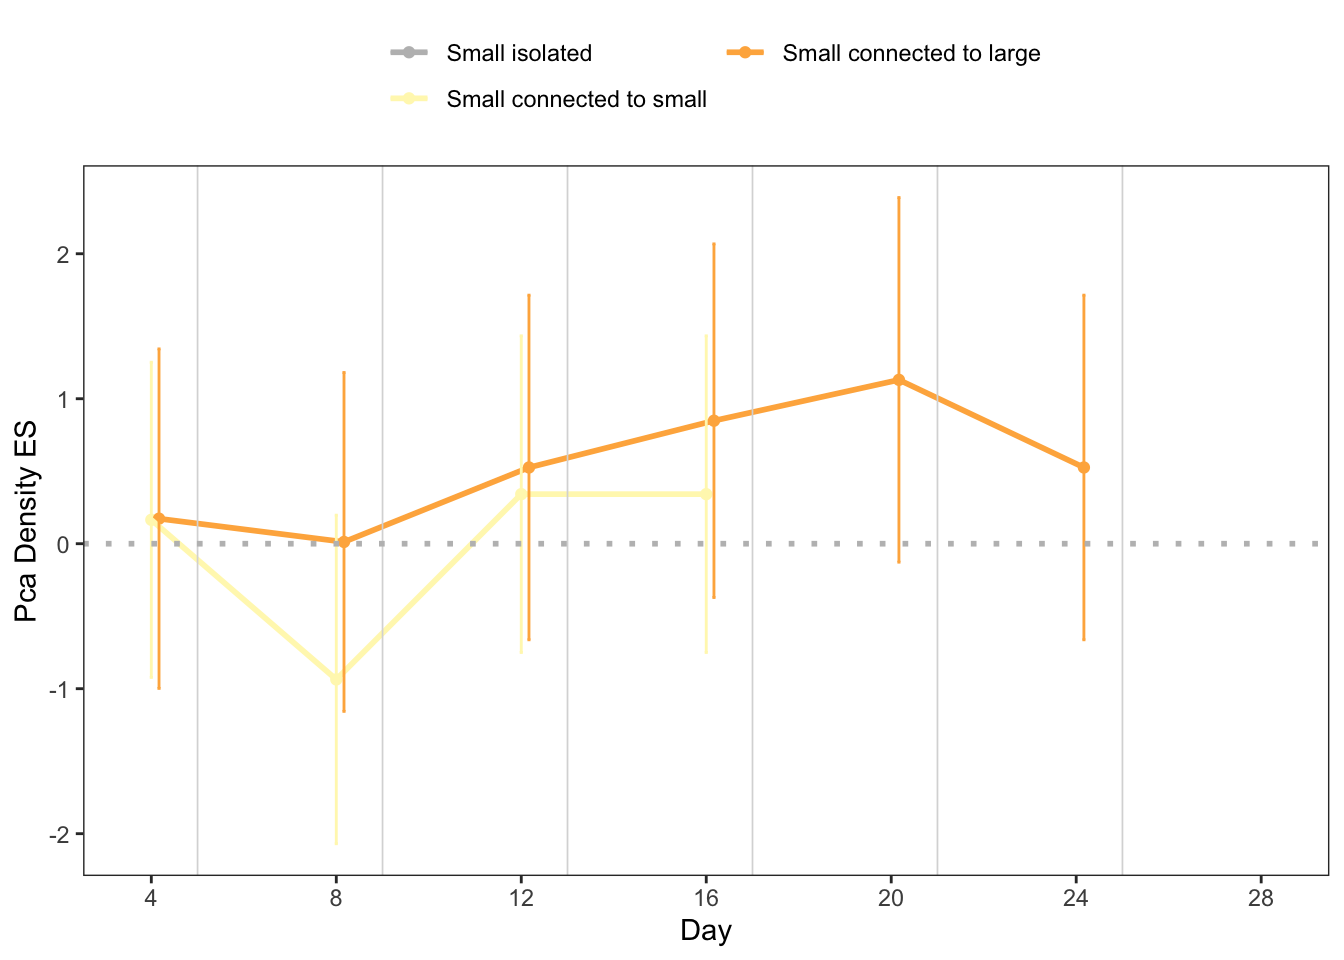 Small isolated
Small connected to large
Small connected to small
Pca Density ES
2
1
0
-1
-2
4 8 12 16 20 24 28
Day